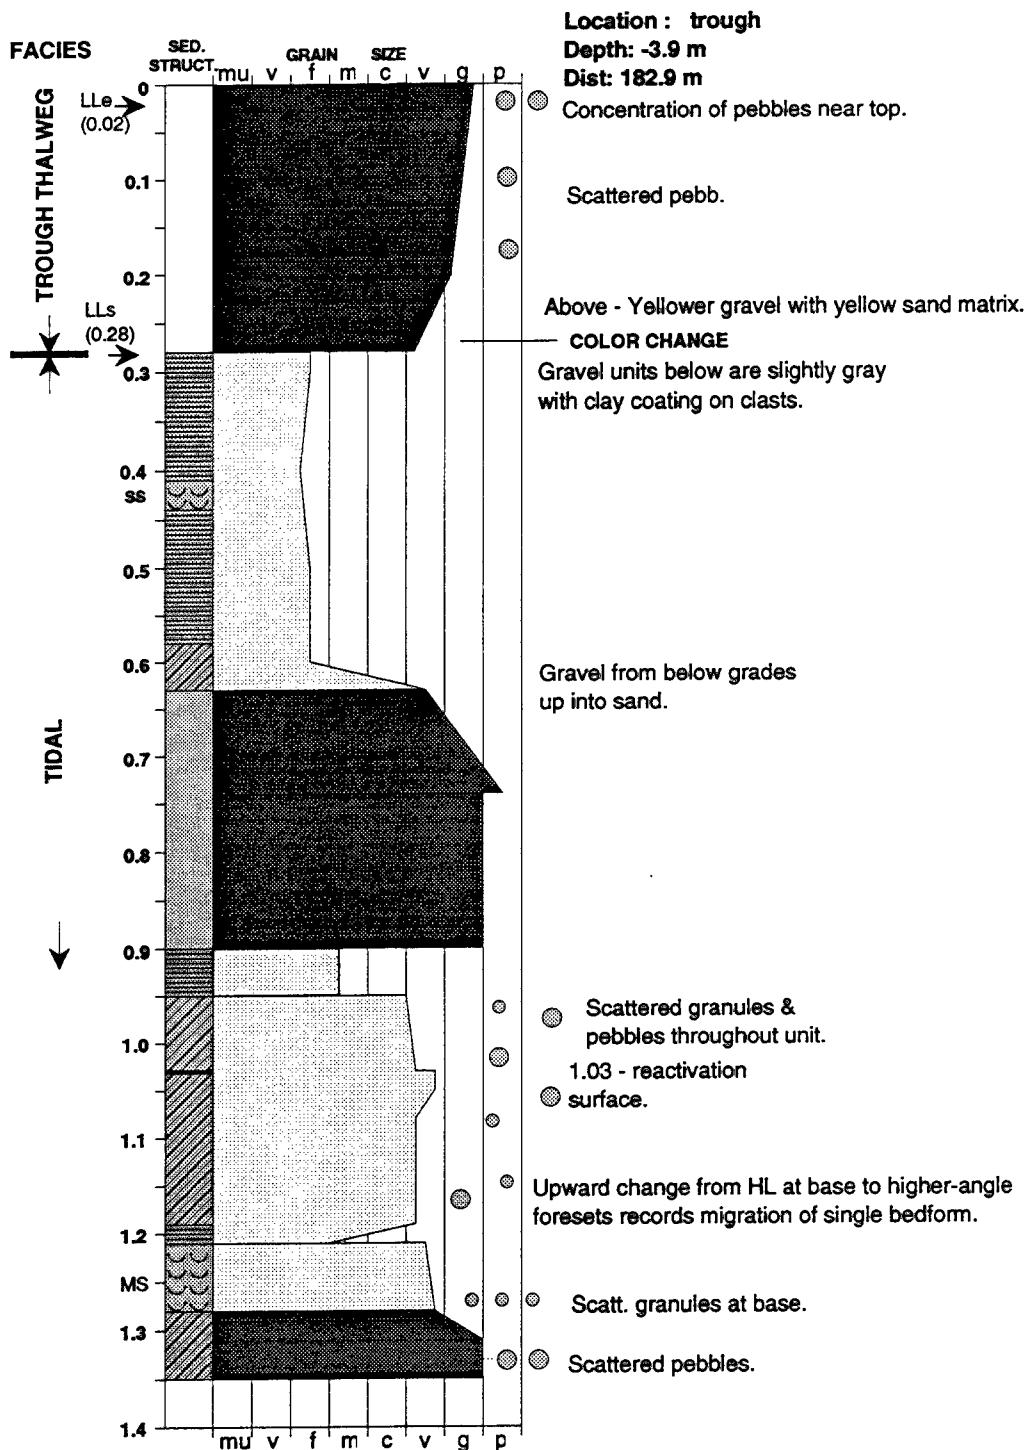 Location : trough
Depth: -3.9 m
Dist: 182.9 m
FACIES
SED. STRUCT.
GRAIN SIZE
mu v f m c v g p
0
LLe
(0.02)
Concentration of pebbles near top.
0.1
Scattered pebb.
TROUGH THALWEG
0.2
LLs
(0.28)
Above - Yellower gravel with yellow sand matrix.
COLOR CHANGE
0.3
Gravel units below are slightly gray
with clay coating on clasts.
0.4
SS
0.5
0.6
Gravel from below grades
up into sand.
TIDAL
0.7
0.8
0.9
Scattered granules &
pebbles throughout unit.
1.0
1.03 - reactivation
surface.
1.1
Upward change from HL at base to higher-angle
foresets records migration of single bedform.
1.2
MS
Scatt. granules at base.
1.3
Scattered pebbles.
1.4
mu v f m c v g p